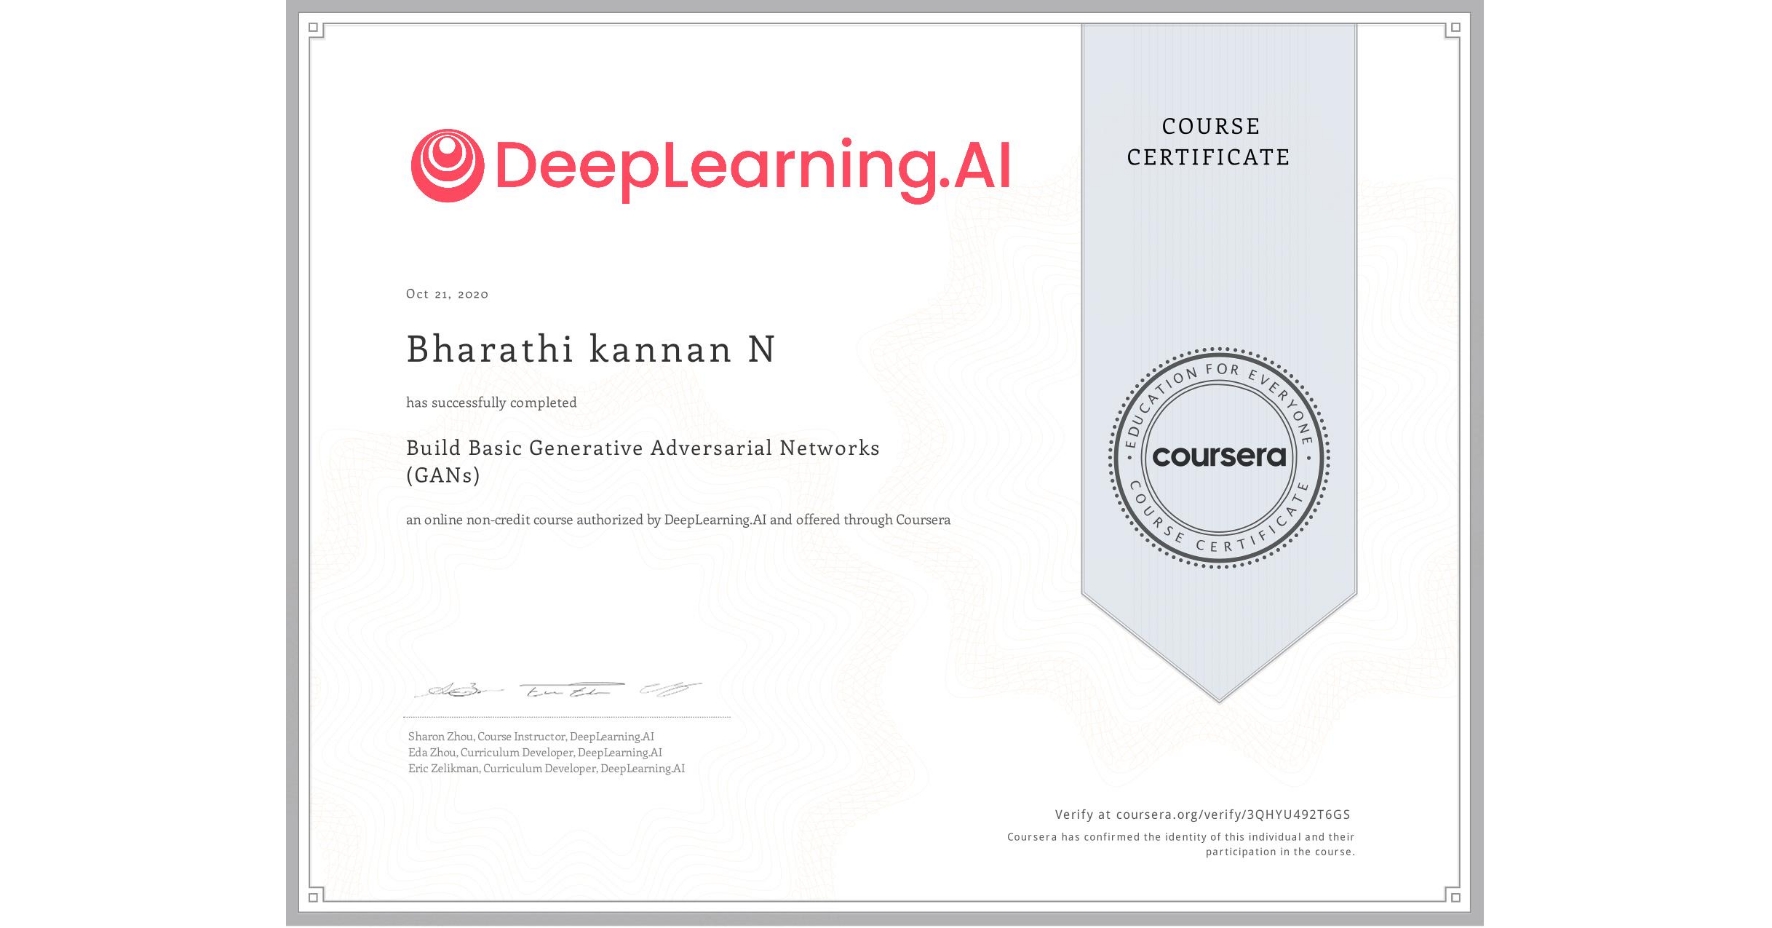 DeepLearning.AI
COURSE
CERTIFICATE
Oct 21, 2020
Bharathi kannan N
has successfully completed
Build Basic Generative Adversarial Networks
(GANs)
an online non-credit course authorized by DeepLearning.AI and offered through Coursera
EDUCATION FOR EVERYONE
coursera
COURSE CERTIFICATE
Sharon Zhou, Course Instructor, DeepLearning.AI
Eda Zhou, Curriculum Developer, DeepLearning.AI
Eric Zelikman, Curriculum Developer, DeepLearning.AI
Verify at coursera.org/verify/3QHYU492T6GS
Coursera has confirmed the identity of this individual and their
participation in the course.